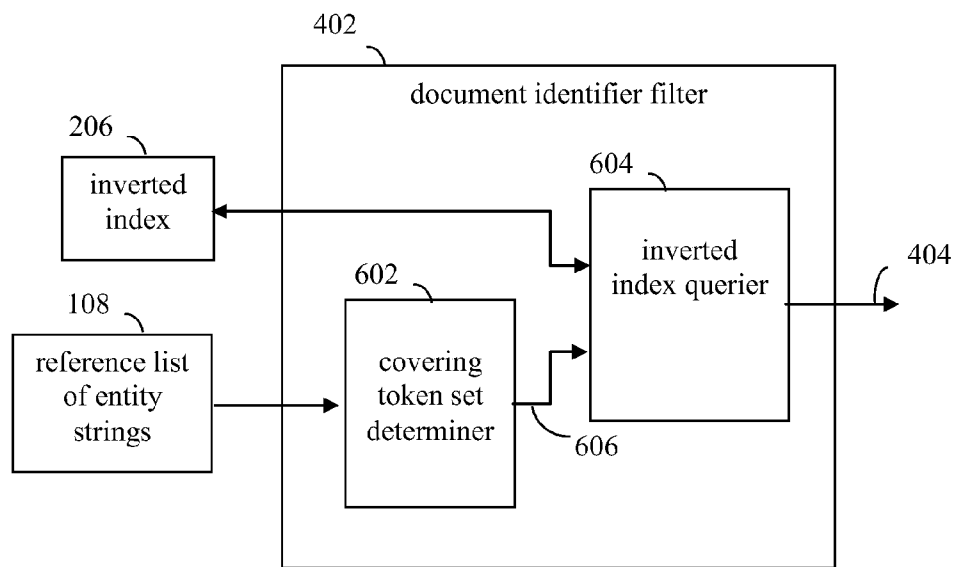 402
document identifier filter
206
inverted
index
604
inverted
index querier
404
602
covering
token set
determiner
606
108
reference list
of entity
strings